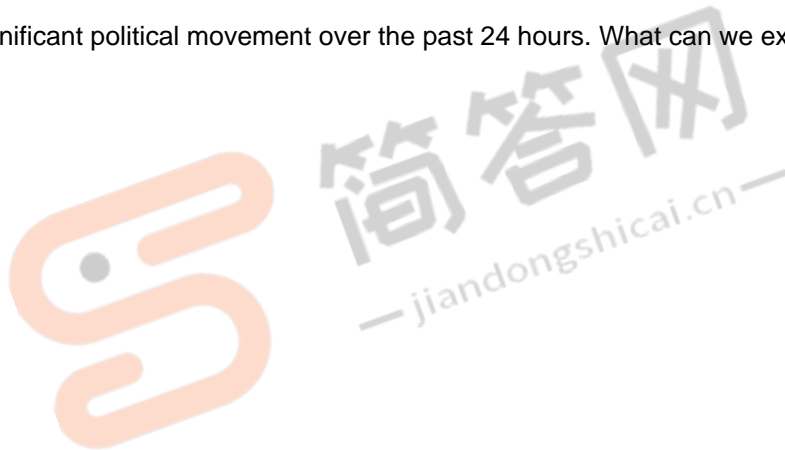 nificant political movement over the past 24 hours. What can we ex
简答网
jiandongshicai.cn